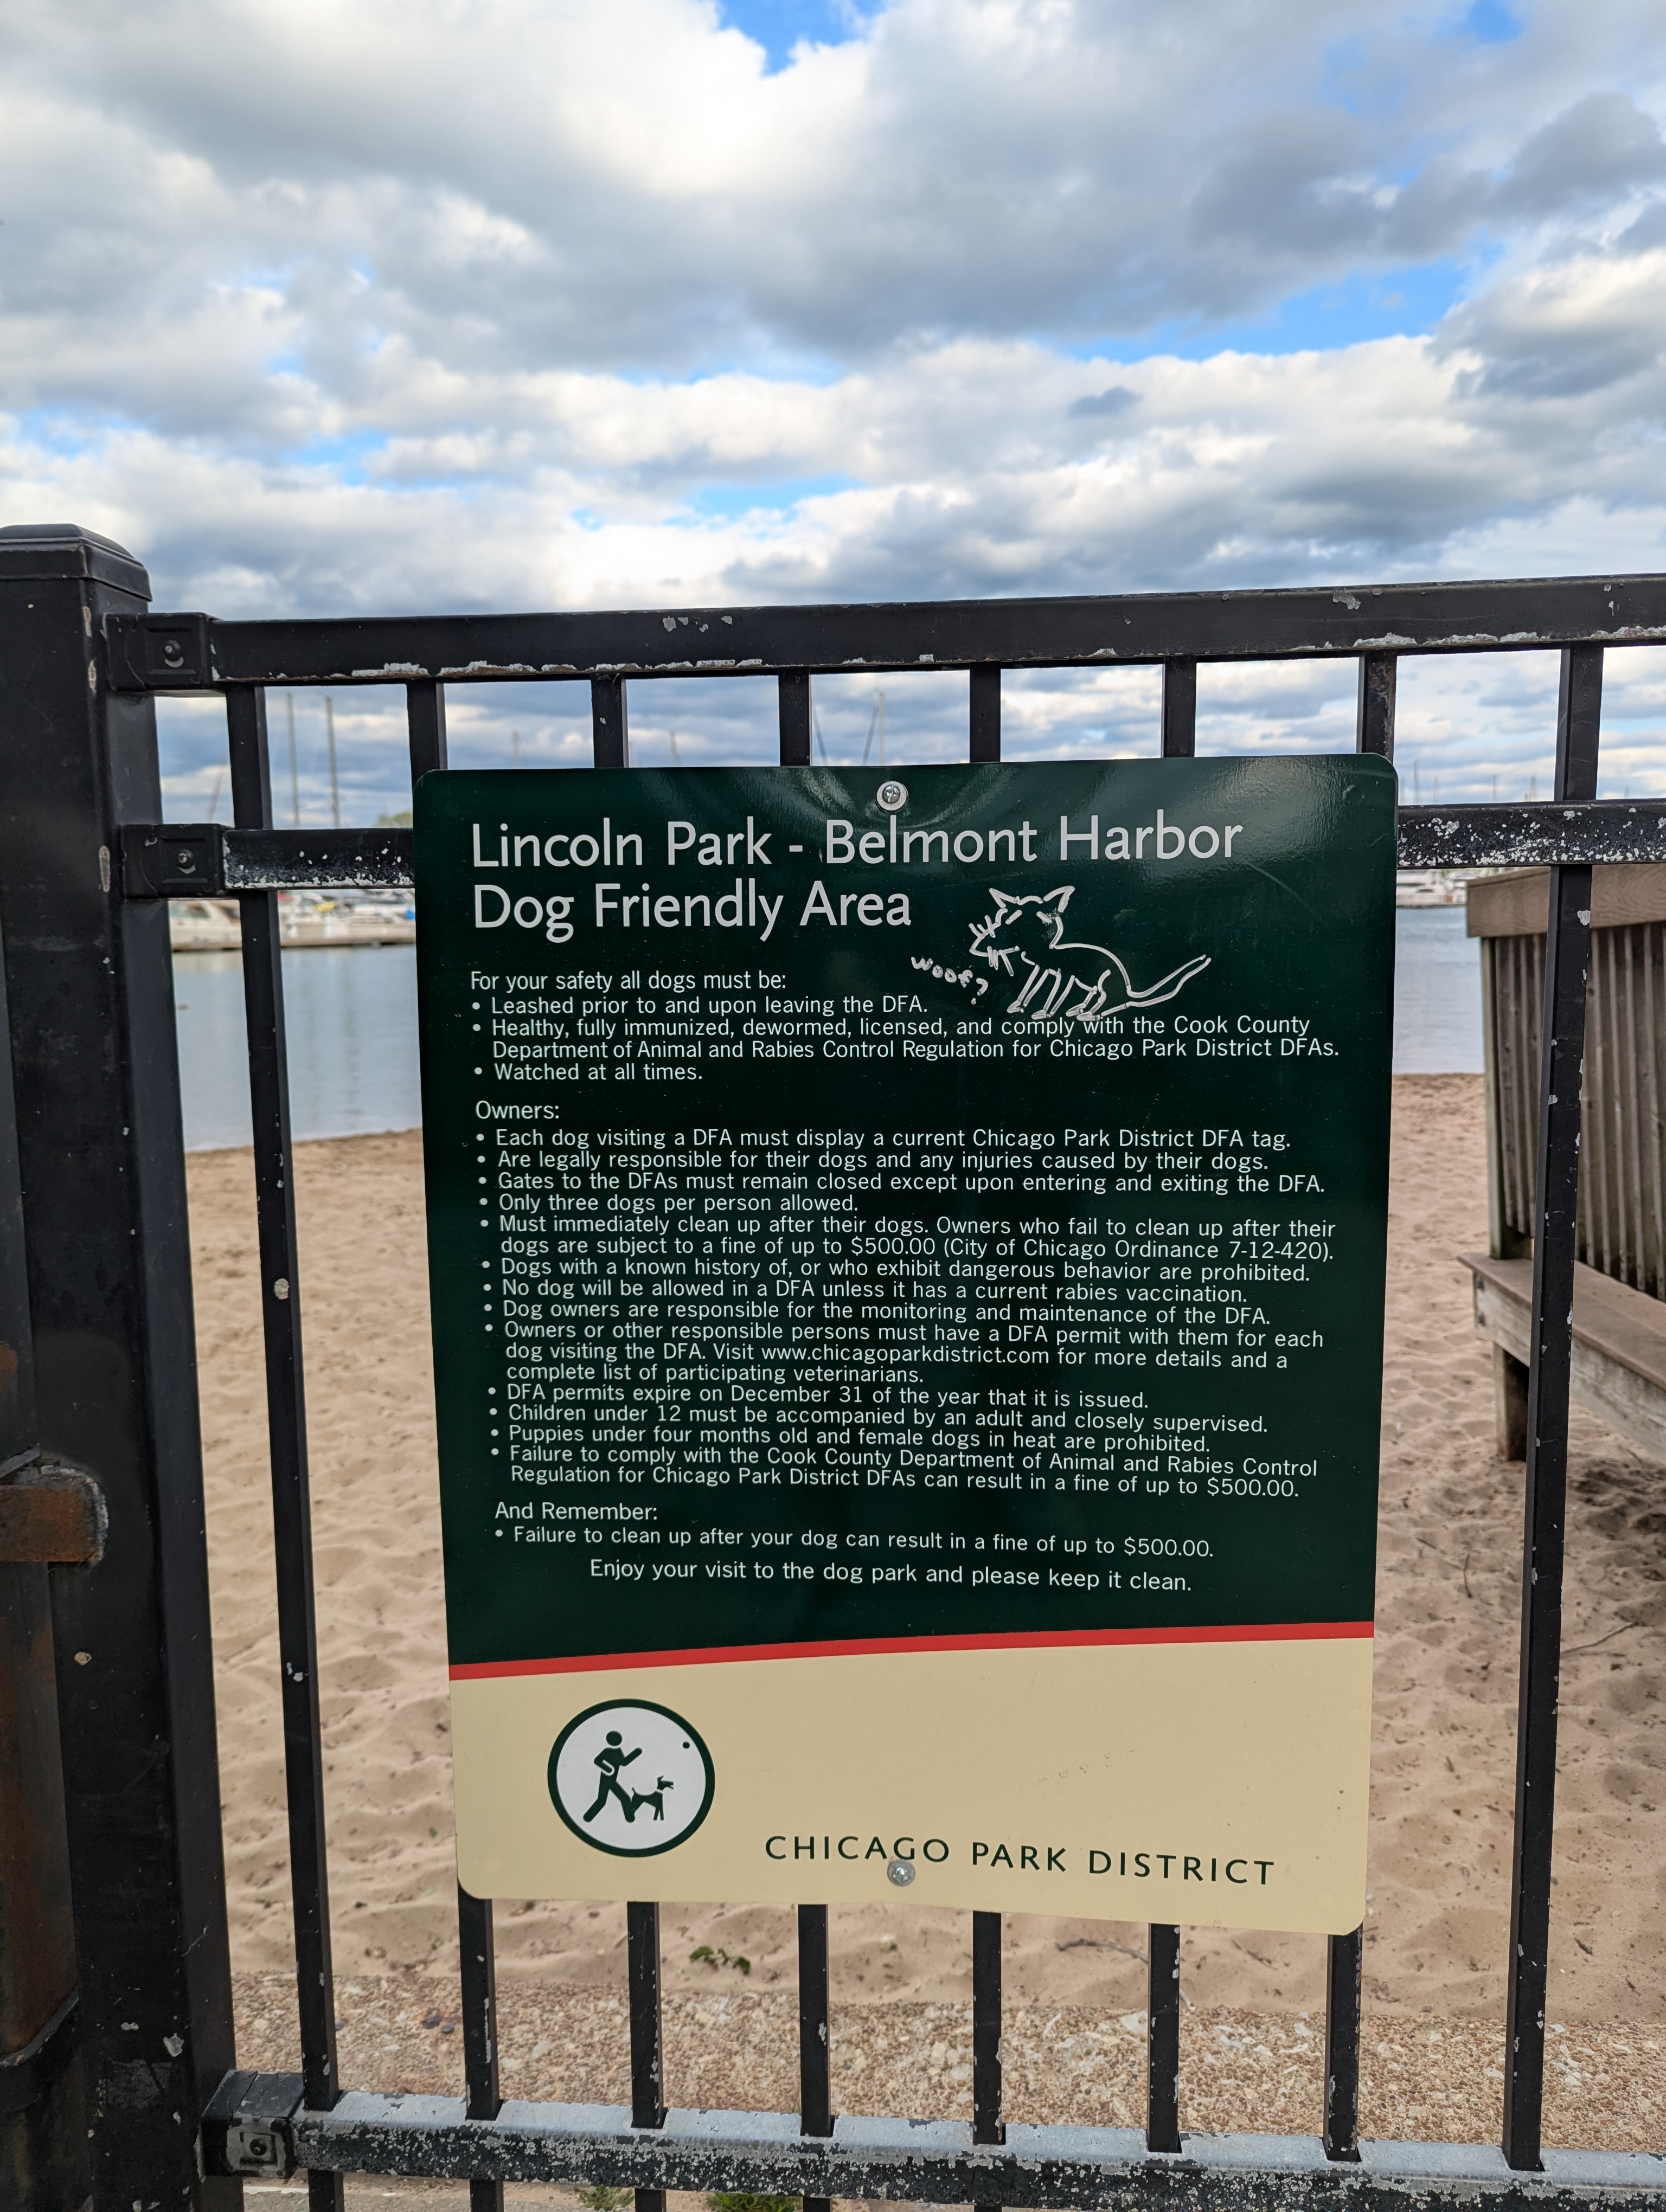 Lincoln Park - Belmont Harbor
Dog Friendly Area
woof?
For your safety all dogs must be:
• Leashed prior to and upon leaving the DFA.
• Healthy, fully immunized, dewormed, licensed, and comply with the Cook County
Department of Animal and Rabies Control Regulation for Chicago Park District DFAs.
• Watched at all times.
Owners:
• Each dog visiting a DFA must display a current Chicago Park District DFA tag.
• Are legally responsible for their dogs and any injuries caused by their dogs.
• Gates to the DFAs must remain closed except upon entering and exiting the DFA.
• Only three dogs per person allowed.
• Must immediately clean up after their dogs. Owners who fail to clean up after their
dogs are subject to a fine of up to $500.00 (City of Chicago Ordinance 7-12-420).
• Dogs with a known history of, or who exhibit dangerous behavior are prohibited.
• No dog will be allowed in a DFA unless it has a current rabies vaccination.
• Dog owners are responsible for the monitoring and maintenance of the DFA.
• Owners or other responsible persons must have a DFA permit with them for each
dog visiting the DFA. Visit www.chicagoparkdistrict.com for more details and a
complete list of participating veterinarians.
• DFA permits expire on December 31 of the year that it is issued.
• Children under 12 must be accompanied by an adult and closely supervised.
• Puppies under four months old and female dogs in heat are prohibited.
• Failure to comply with the Cook County Department of Animal and Rabies Control
Regulation for Chicago Park District DFAs can result in a fine of up to $500.00.
And Remember:
• Failure to clean up after your dog can result in a fine of up to $500.00.
Enjoy your visit to the dog park and please keep it clean.
CHICAGO PARK DISTRICT